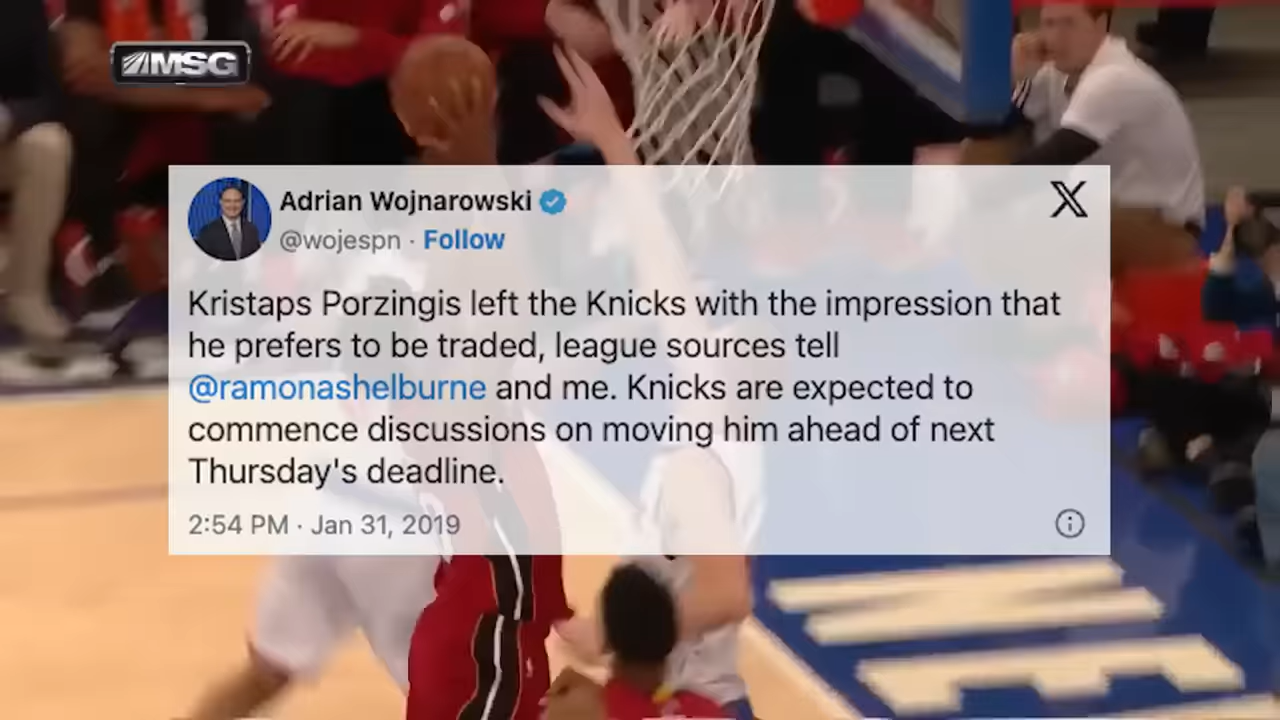 MSG
Adrian Wojnarowski
@wojespn · Follow
X
Kristaps Porzingis left the Knicks with the impression that
he prefers to be traded, league sources tell
@ramonashelburne and me. Knicks are expected to
commence discussions on moving him ahead of next
Thursday's deadline.
2:54 PM · Jan 31, 2019